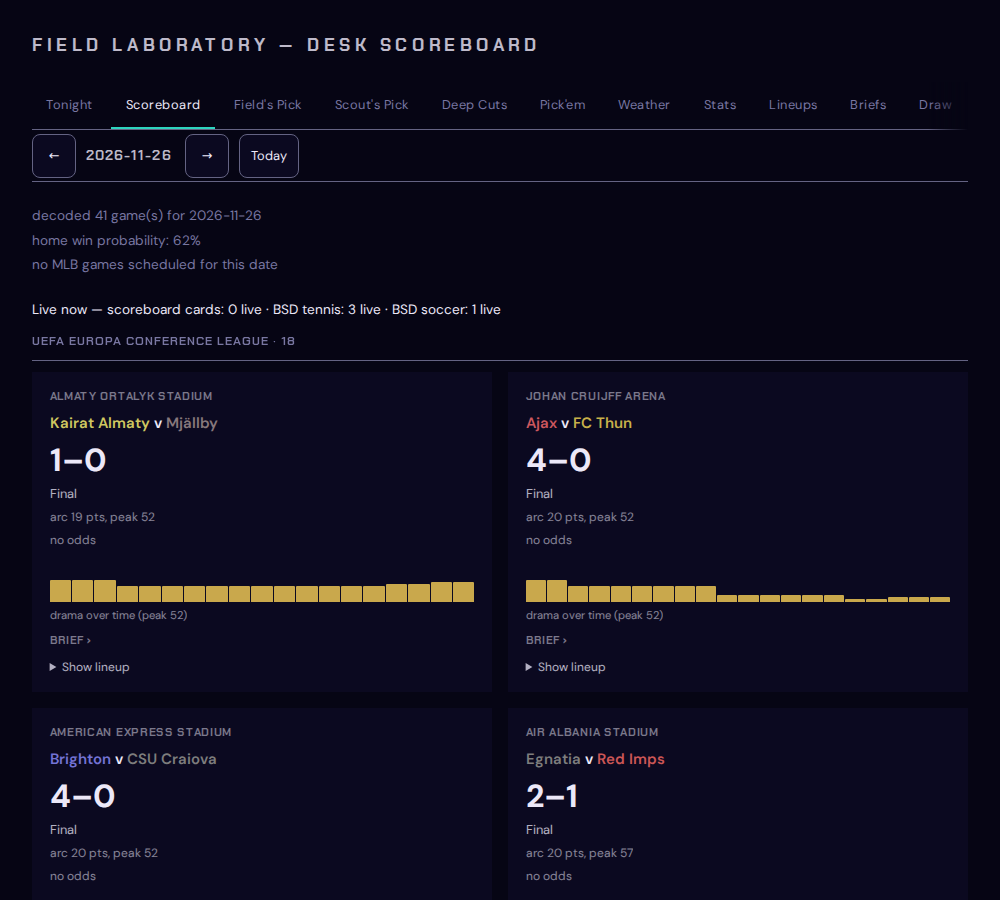 FIELD LABORATORY — DESK SCOREBOARD
Tonight Scoreboard Field's Pick Scout's Pick Deep Cuts Pick'em Weather Stats Lineups Briefs Draw
← 2026-11-26 → Today
decoded 41 game(s) for 2026-11-26
home win probability: 62%
no MLB games scheduled for this date
Live now — scoreboard cards: 0 live · BSD tennis: 3 live · BSD soccer: 1 live
UEFA EUROPA CONFERENCE LEAGUE · 18
ALMATY ORTALYK STADIUM
Kairat Almaty v Mjällby
1–0
Final
arc 19 pts, peak 52
no odds
drama over time (peak 52)
BRIEF ›
▶ Show lineup
JOHAN CRUIJFF ARENA
Ajax v FC Thun
4–0
Final
arc 20 pts, peak 52
no odds
drama over time (peak 52)
BRIEF ›
▶ Show lineup
AMERICAN EXPRESS STADIUM
Brighton v CSU Craiova
4–0
Final
arc 20 pts, peak 52
no odds
AIR ALBANIA STADIUM
Egnatia v Red Imps
2–1
Final
arc 20 pts, peak 57
no odds